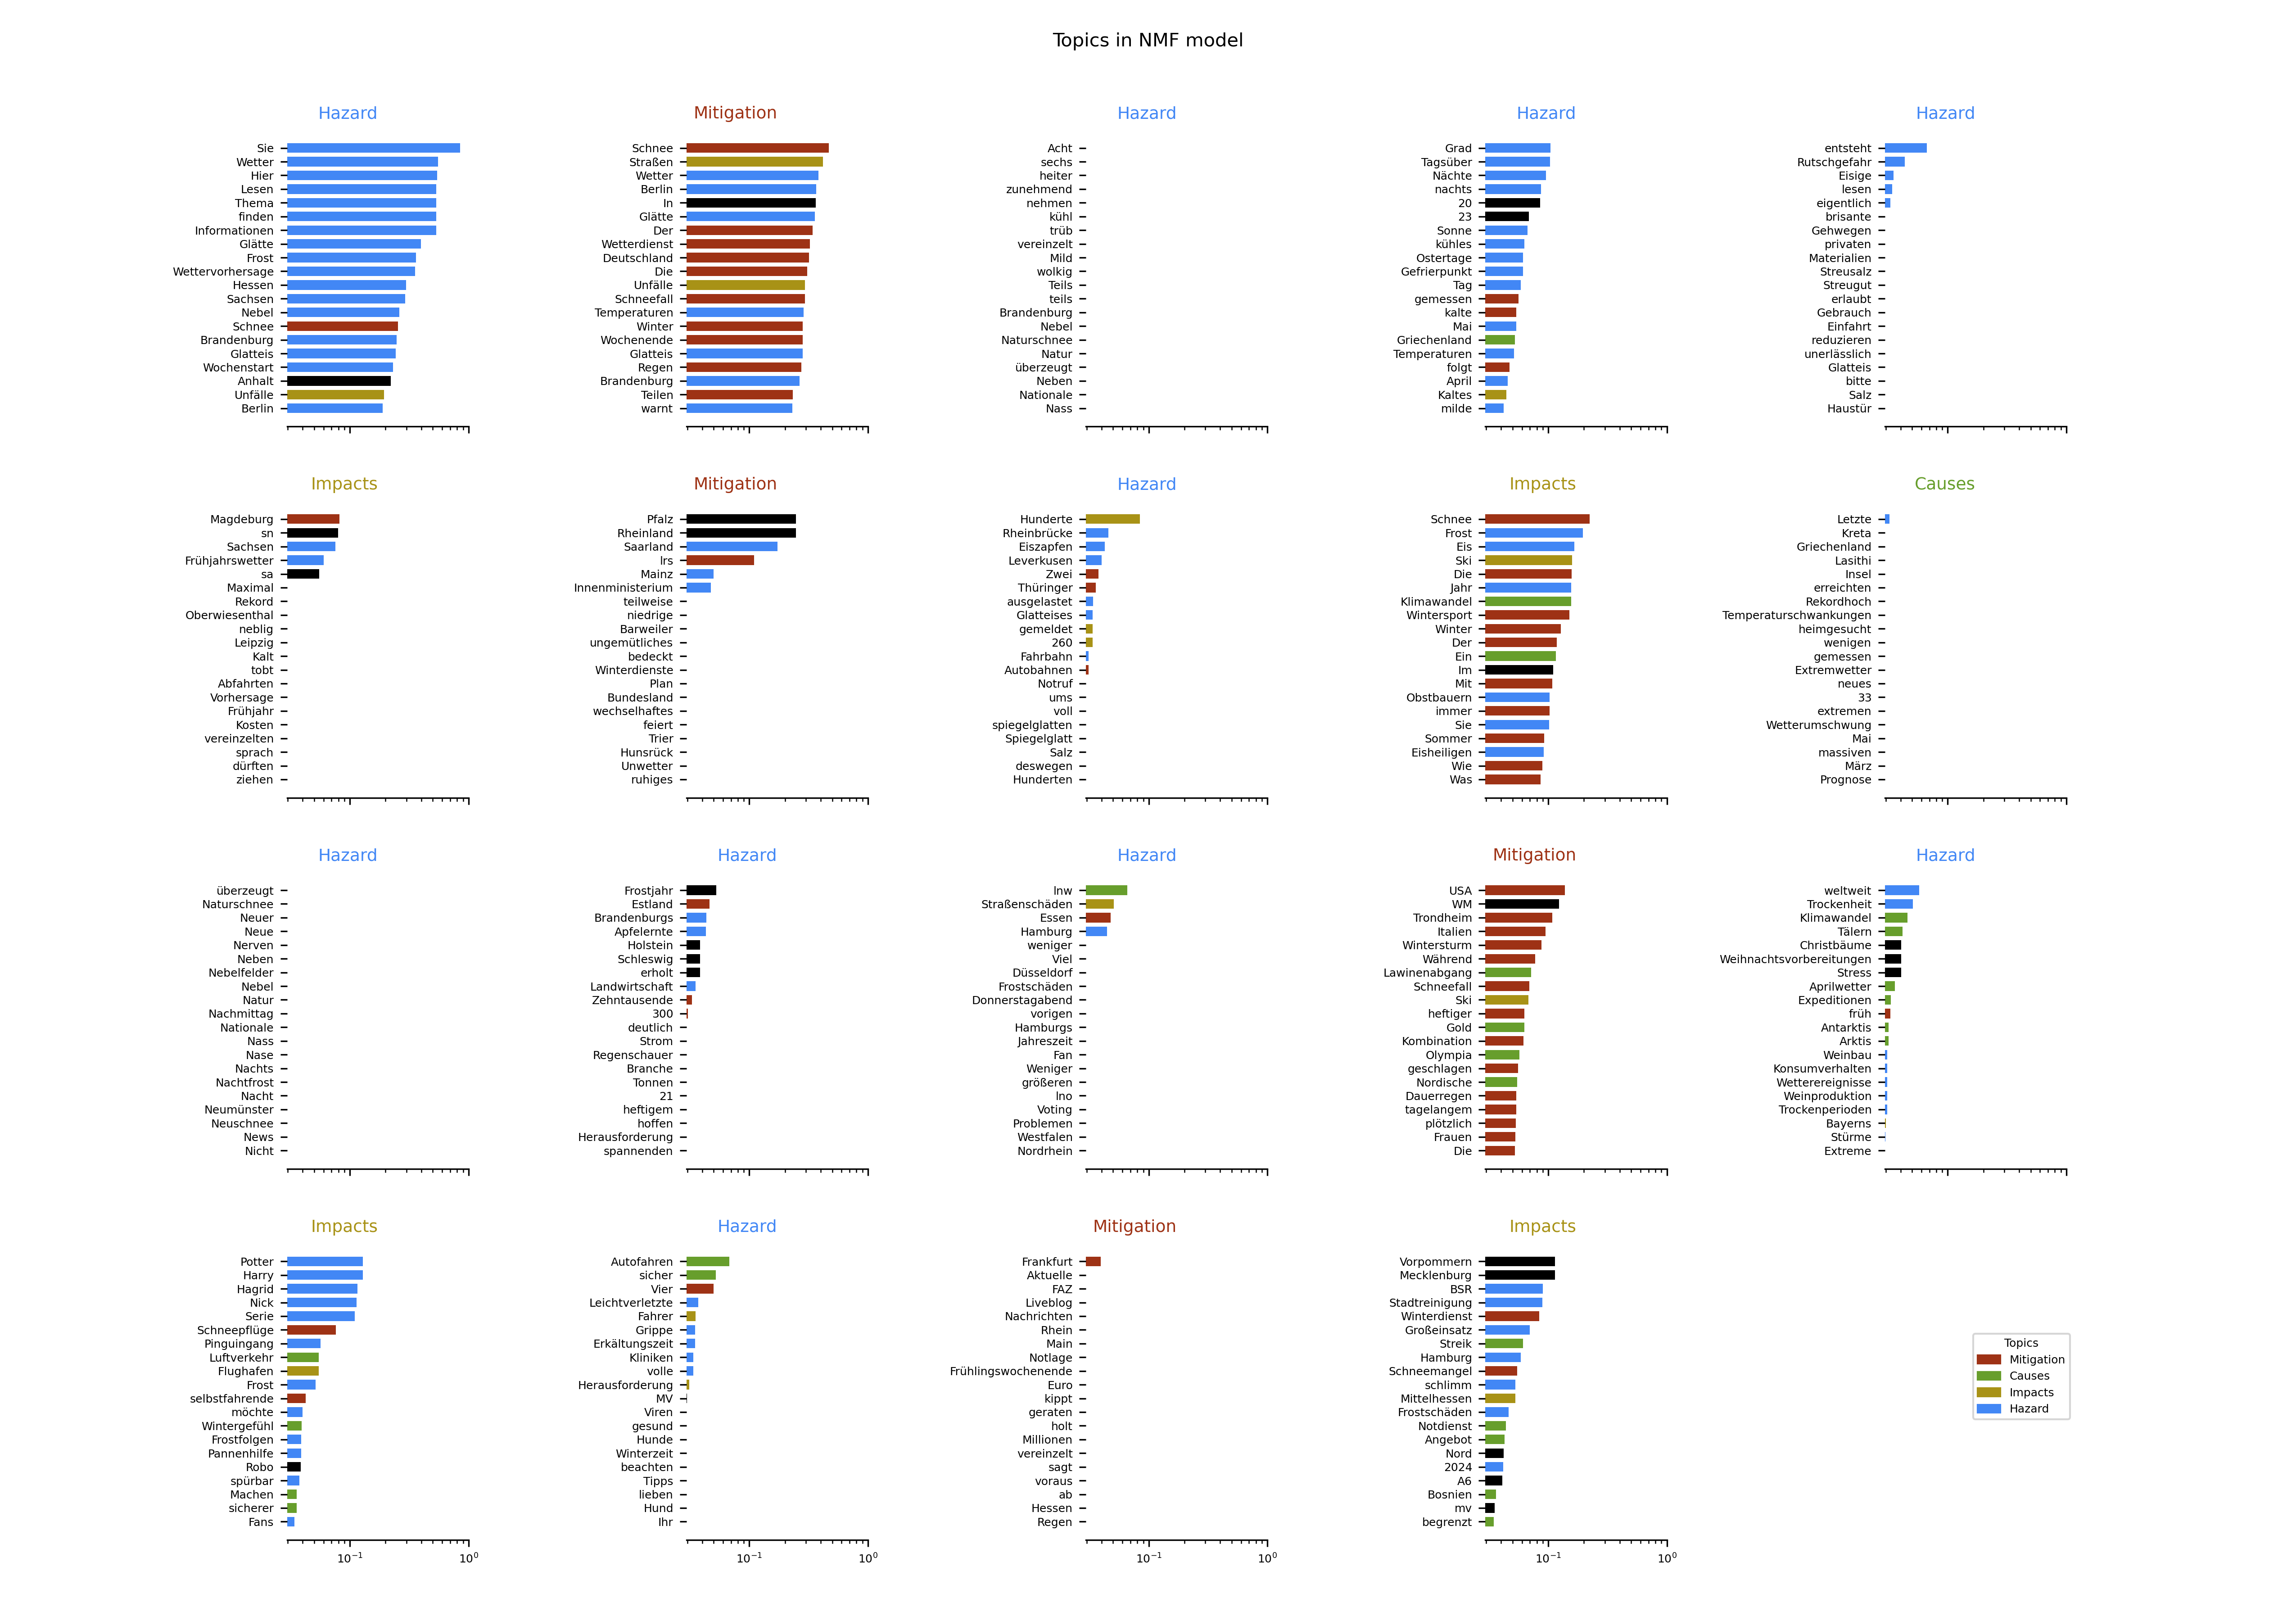 Topics in NMF model
Hazard
Sie
Wetter
Hier
Lesen
Thema
finden
Informationen
Glätte
Frost
Wettervorhersage
Hessen
Sachsen
Nebel
Schnee
Brandenburg
Glatteis
Wochenstart
Anhalt
Unfälle
Berlin
Mitigation
Schnee
Straßen
Wetter
Berlin
In
Glätte
Der
Wetterdienst
Deutschland
Die
Unfälle
Schneefall
Temperaturen
Winter
Wochenende
Glatteis
Regen
Brandenburg
Teilen
warnt
Hazard
Acht
sechs
heiter
zunehmend
nehmen
kühl
trüb
vereinzelt
Mild
wolkig
Teils
teils
Brandenburg
Nebel
Naturschnee
Natur
überzeugt
Neben
Nationale
Nass
Hazard
Grad
Tagsüber
Nächte
nachts
20
23
Sonne
kühles
Ostertage
Gefrierpunkt
Tag
gemessen
kalte
Mai
Griechenland
Temperaturen
folgt
April
Kaltes
milde
Hazard
entsteht
Rutschgefahr
Eisige
lesen
eigentlich
brisante
Gehwegen
privaten
Materialien
Streusalz
Streugut
erlaubt
Gebrauch
Einfahrt
reduzieren
unerlässlich
Glatteis
bitte
Salz
Haustür
Impacts
Magdeburg
sn
Sachsen
Frühjahrswetter
sa
Maximal
Rekord
Oberwiesenthal
neblig
Leipzig
Kalt
tobt
Abfahrten
Vorhersage
Frühjahr
Kosten
vereinzelten
sprach
dürften
ziehen
Mitigation
Pfalz
Rheinland
Saarland
lrs
Mainz
Innenministerium
teilweise
niedrige
Barweiler
ungemütliches
bedeckt
Winterdienste
Plan
Bundesland
wechselhaftes
feiert
Trier
Hunsrück
Unwetter
ruhiges
Hazard
Hunderte
Rheinbrücke
Eiszapfen
Leverkusen
Zwei
Thüringer
ausgelastet
Glatteises
gemeldet
260
Fahrbahn
Autobahnen
Notruf
ums
voll
spiegelglatten
Spiegelglatt
Salz
deswegen
Hunderten
Impacts
Schnee
Frost
Eis
Ski
Die
Jahr
Klimawandel
Wintersport
Winter
Der
Ein
Im
Mit
Obstbauern
immer
Sie
Sommer
Eisheiligen
Wie
Was
Causes
Letzte
Kreta
Griechenland
Lasithi
Insel
erreichten
Rekordhoch
Temperaturschwankungen
heimgesucht
wenigen
gemessen
Extremwetter
neues
33
extremen
Wetterumschwung
Mai
massiven
März
Prognose
Hazard
überzeugt
Naturschnee
Neuer
Neue
Nerven
Neben
Nebelfelder
Nebel
Natur
Nachmittag
Nationale
Nass
Nase
Nachts
Nachtfrost
Nacht
Neumünster
Neuschnee
News
Nicht
Hazard
Frostjahr
Estland
Brandenburgs
Apfelernte
Holstein
Schleswig
erholt
Landwirtschaft
Zehntausende
300
deutlich
Strom
Regenschauer
Branche
Tonnen
21
heftigem
hoffen
Herausforderung
spannenden
Hazard
lnw
Straßenschäden
Essen
Hamburg
weniger
Viel
Düsseldorf
Frostschäden
Donnerstagabend
vorigen
Hamburgs
Jahreszeit
Fan
Weniger
größeren
Ino
Voting
Problemen
Westfalen
Nordrhein
Mitigation
USA
WM
Trondheim
Italien
Wintersturm
Während
Lawinenabgang
Schneefall
Ski
heftiger
Gold
Kombination
Olympia
geschlagen
Nordische
Dauerregen
tagelangem
plötzlich
Frauen
Die
Hazard
weltweit
Trockenheit
Klimawandel
Tälern
Christbäume
Weihnachtsvorbereitungen
Stress
Aprilwetter
Expeditionen
früh
Antarktis
Arktis
Weinbau
Konsumverhalten
Wetterereignisse
Weinproduktion
Trockenperioden
Bayerns
Stürme
Extreme
Impacts
Potter
Harry
Hagrid
Nick
Serie
Schneepflüge
Pinguingang
Luftverkehr
Flughafen
Frost
selbstfahrende
möchte
Wintergefühl
Frostfolgen
Pannenhilfe
Robo
spürbar
Machen
sicherer
Fans
10⁻¹ 10⁰
Hazard
Autofahren
sicher
Vier
Leichtverletzte
Fahrer
Grippe
Erkältungszeit
Kliniken
volle
Herausforderung
MV
Viren
gesund
Hunde
Winterzeit
beachten
Tipps
lieben
Hund
Ihr
10⁻¹ 10⁰
Mitigation
Frankfurt
Aktuelle
FAZ
Liveblog
Nachrichten
Rhein
Main
Notlage
Frühlingswochenende
Euro
kippt
geraten
holt
Millionen
vereinzelt
sagt
voraus
ab
Hessen
Regen
10⁻¹ 10⁰
Impacts
Vorpommern
Mecklenburg
BSR
Stadtreinigung
Winterdienst
Großeinsatz
Streik
Hamburg
Schneemangel
schlimm
Mittelhessen
Frostschäden
Notdienst
Angebot
Nord
2024
A6
Bosnien
mv
begrenzt
10⁻¹ 10⁰
Topics
Mitigation
Causes
Impacts
Hazard